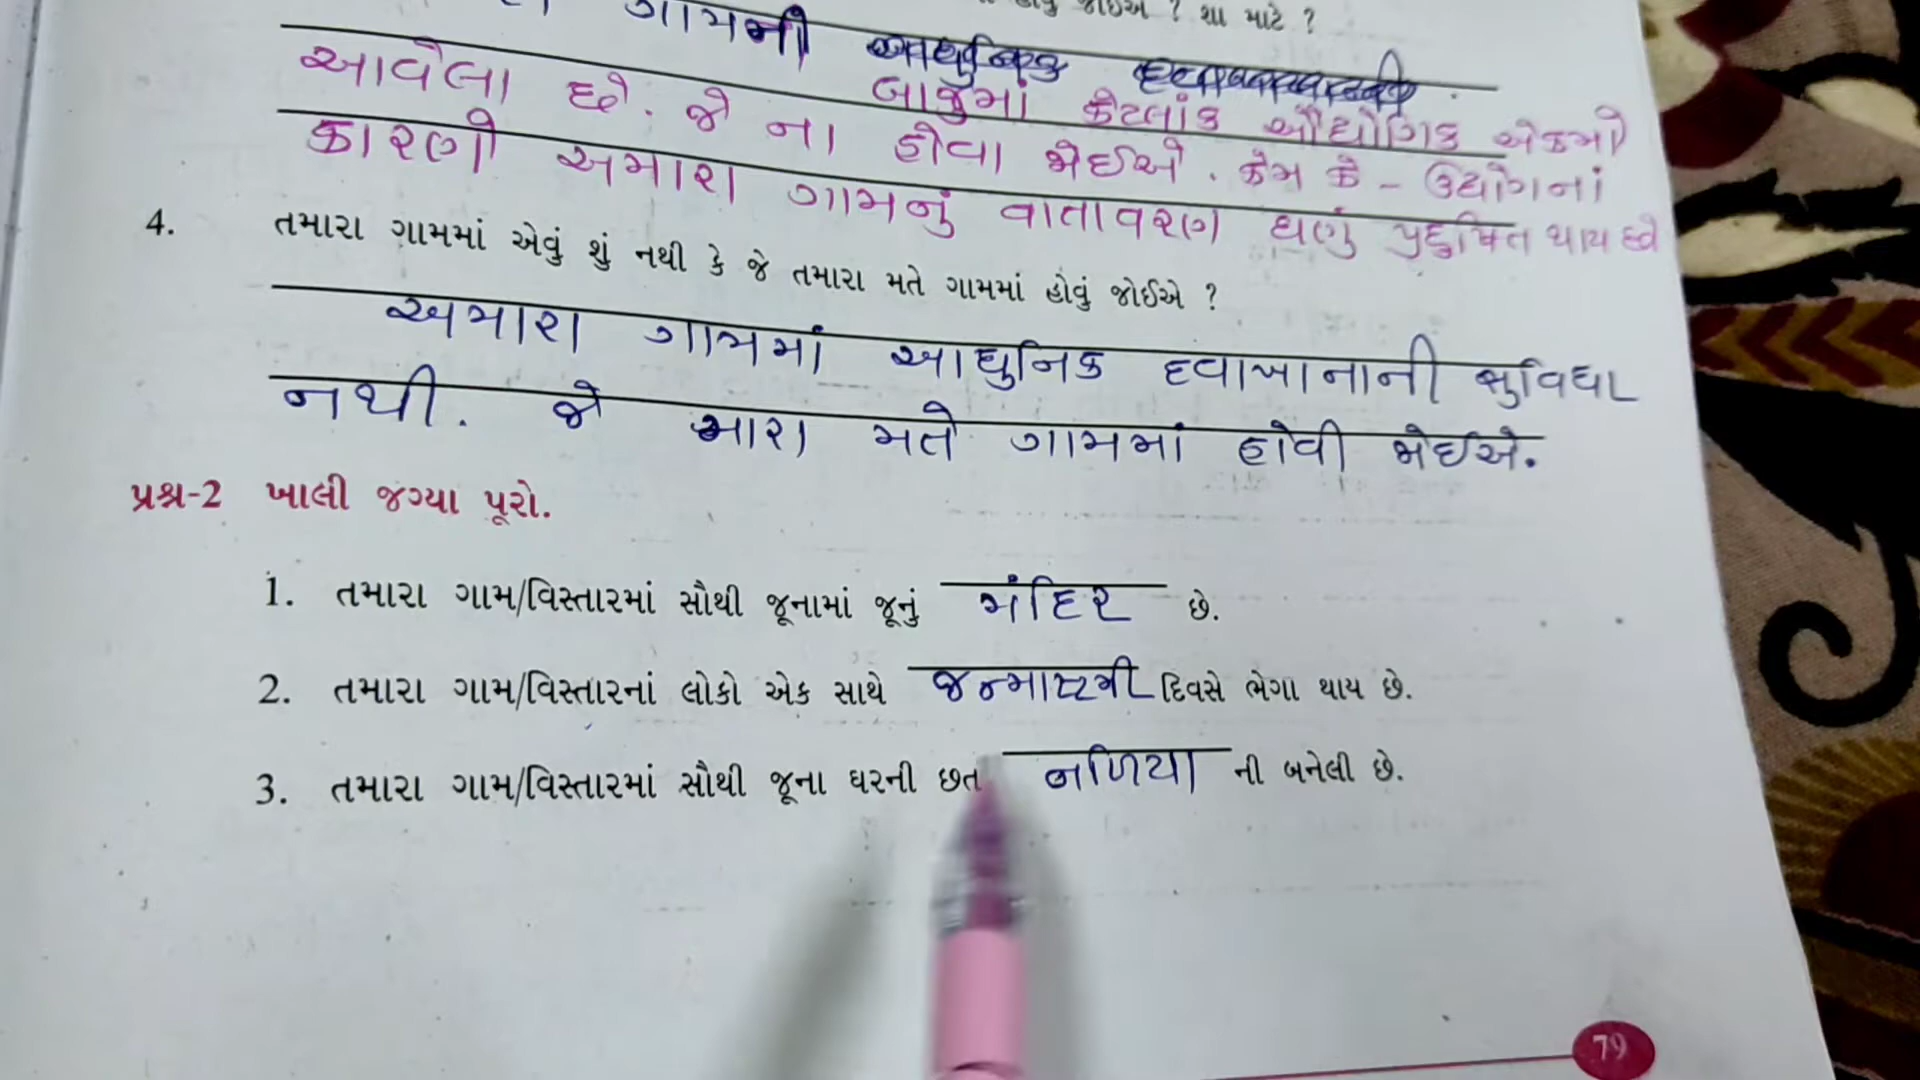 જોઈએ ? શા માટે ?
ગામની આધુનિક
બાજુમાં કેટલાંક ઔદ્યોગિક એકમો
આવેલા છે. જે ના હોવા જોઈએ. કેમ કે - ઉદ્યોગનાં
કારણે અમારા ગામનું વાતાવરણ ઘણું પ્રદુષિત થાય છે
4. તમારા ગામમાં એવું શું નથી કે જે તમારા મતે ગામમાં હોવું જોઈએ ?
અમારા ગામમાં આધુનિક દવાખાનાની સુવિધા
નથી. જે મારા મતે ગામમાં હોવી જોઈએ.
પ્રશ્ન-2 ખાલી જગ્યા પૂરો.
1. તમારા ગામ/વિસ્તારમાં સૌથી જૂનામાં જૂનું મંદિર છે.
2. તમારા ગામ/વિસ્તારનાં લોકો એક સાથે જન્માષ્ટમી દિવસે ભેગા થાય છે.
3. તમારા ગામ/વિસ્તારમાં સૌથી જૂના ઘરની છત નળિયા ની બનેલી છે.
79